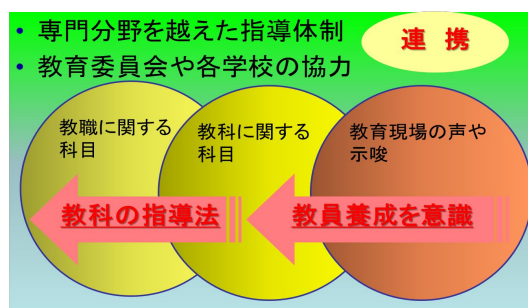 • 専門分野を越えた指導体制
連 携
• 教育委員会や各学校の協力
教職に関する
科目
教科に関する
科目
教育現場の声や
示唆
教科の指導法
教員養成を意識